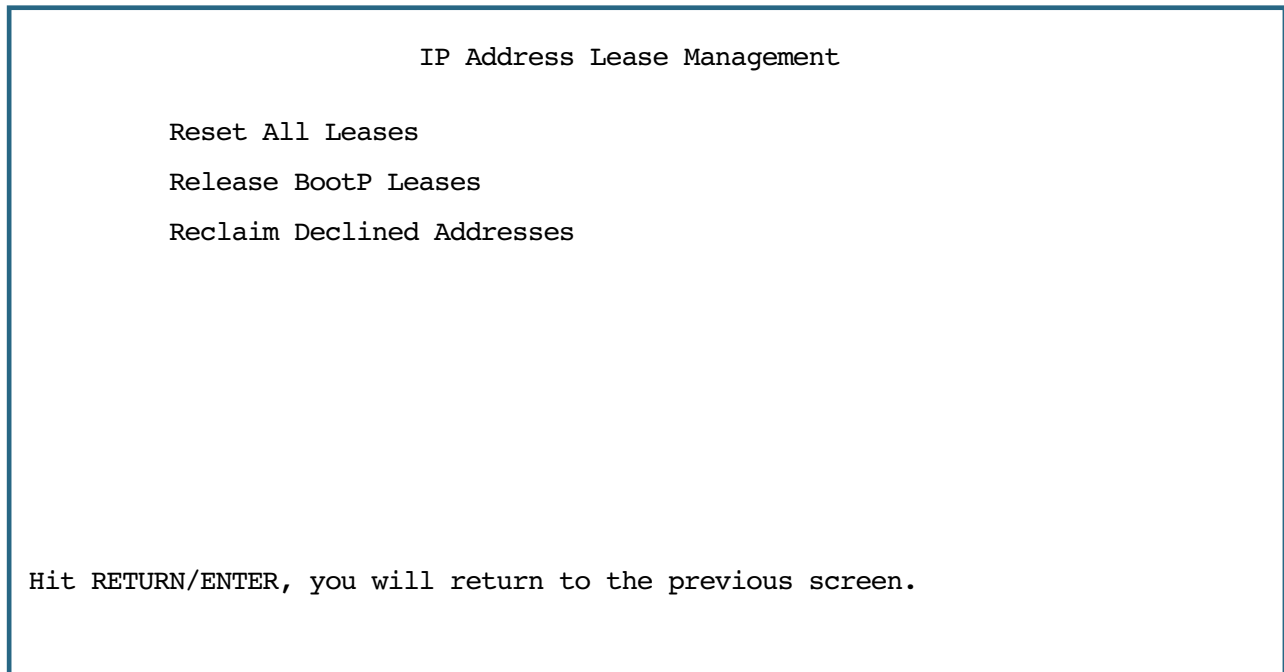 IP Address Lease Management
Reset All Leases
Release BootP Leases
Reclaim Declined Addresses
Hit RETURN/ENTER, you will return to the previous screen.